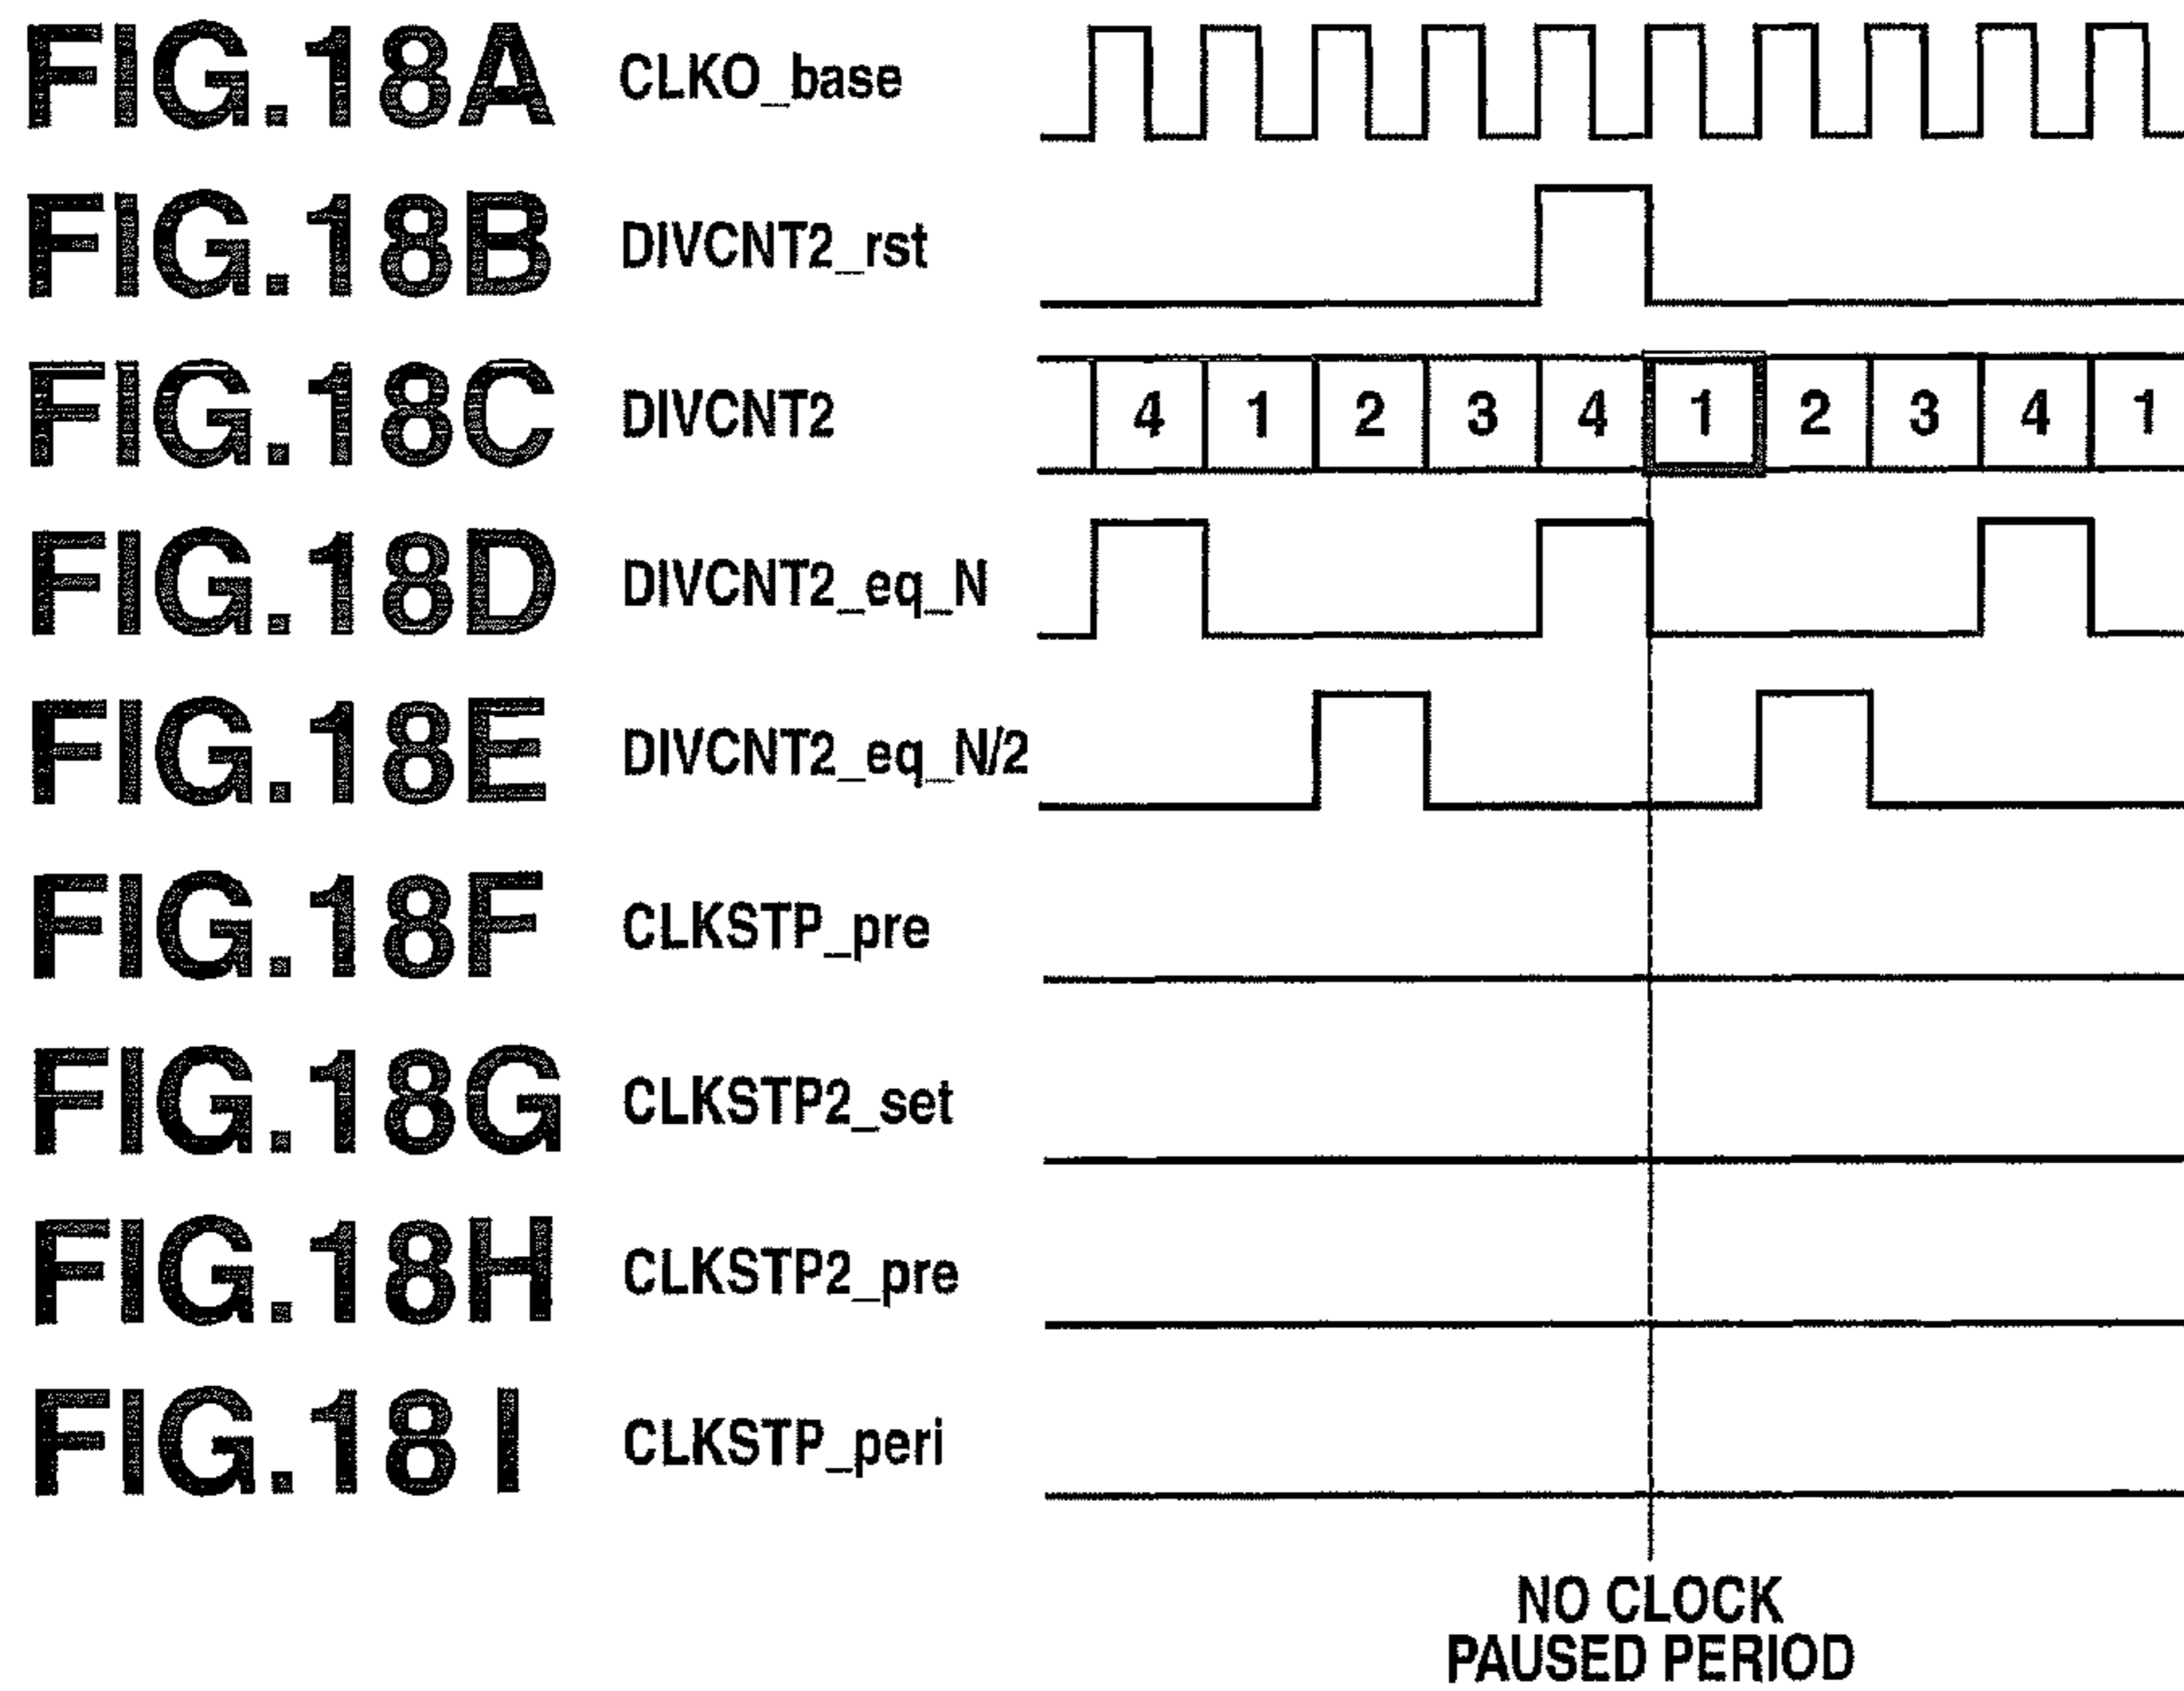 FIG.18A CLKO_base
FIG.18B DIVCNT2_rst
FIG.18C DIVCNT2 4 1 2 3 4 1 2 3 4 1
FIG.18D DIVCNT2_eq_N
FIG.18E DIVCNT2_eq_N/2
FIG.18F CLKSTP_pre
FIG.18G CLKSTP2_set
FIG.18H CLKSTP2_pre
FIG.18I CLKSTP_peri
NO CLOCK
PAUSED PERIOD